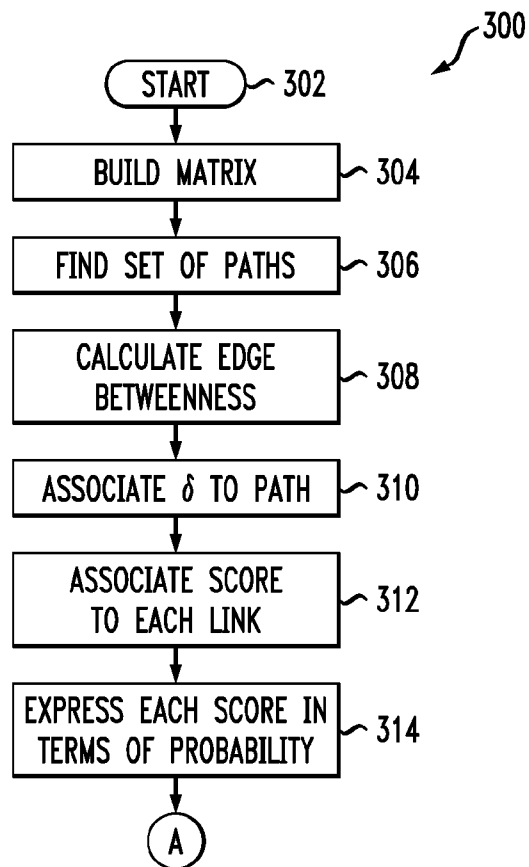 300
START
302
BUILD MATRIX
304
FIND SET OF PATHS
306
CALCULATE EDGE
BETWEENNESS
308
ASSOCIATE δ TO PATH
310
ASSOCIATE SCORE
TO EACH LINK
312
EXPRESS EACH SCORE IN
TERMS OF PROBABILITY
314
A